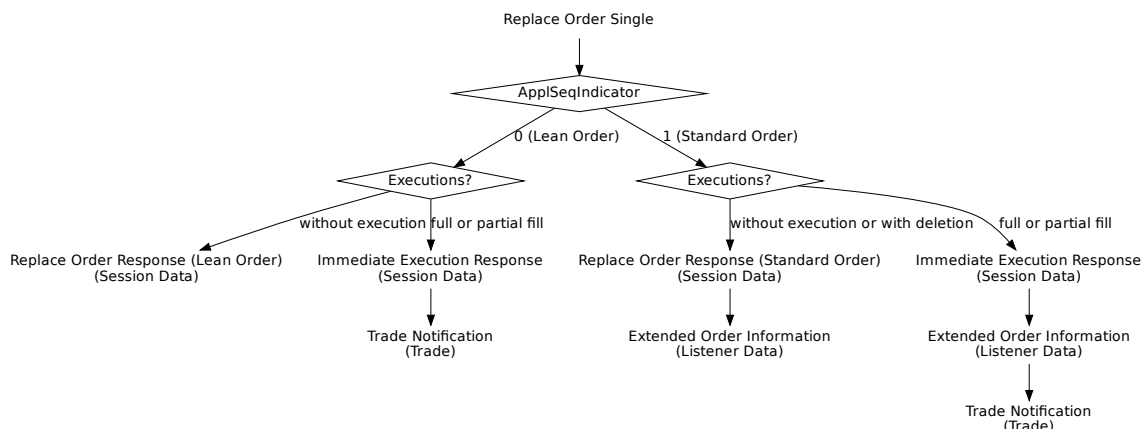 Replace Order Single
ApplSeqIndicator
0 (Lean Order)
1 (Standard Order)
Executions?
Executions?
without execution
full or partial fill
without execution or with deletion
full or partial fill
Replace Order Response (Lean Order)
(Session Data)
Immediate Execution Response
(Session Data)
Replace Order Response (Standard Order)
(Session Data)
Immediate Execution Response
(Session Data)
Trade Notification
(Trade)
Extended Order Information
(Listener Data)
Extended Order Information
(Listener Data)
Trade Notification
(Trade)